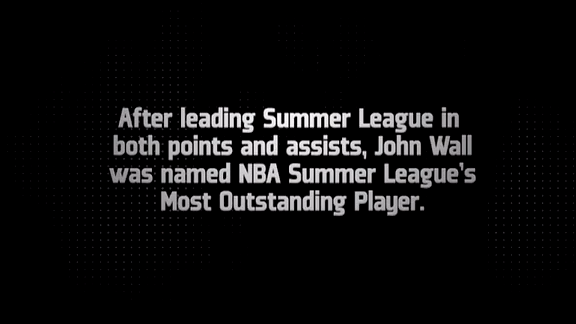 After leading Summer League in
both points and assists, John Wall
was named NBA Summer League's
Most Outstanding Player.